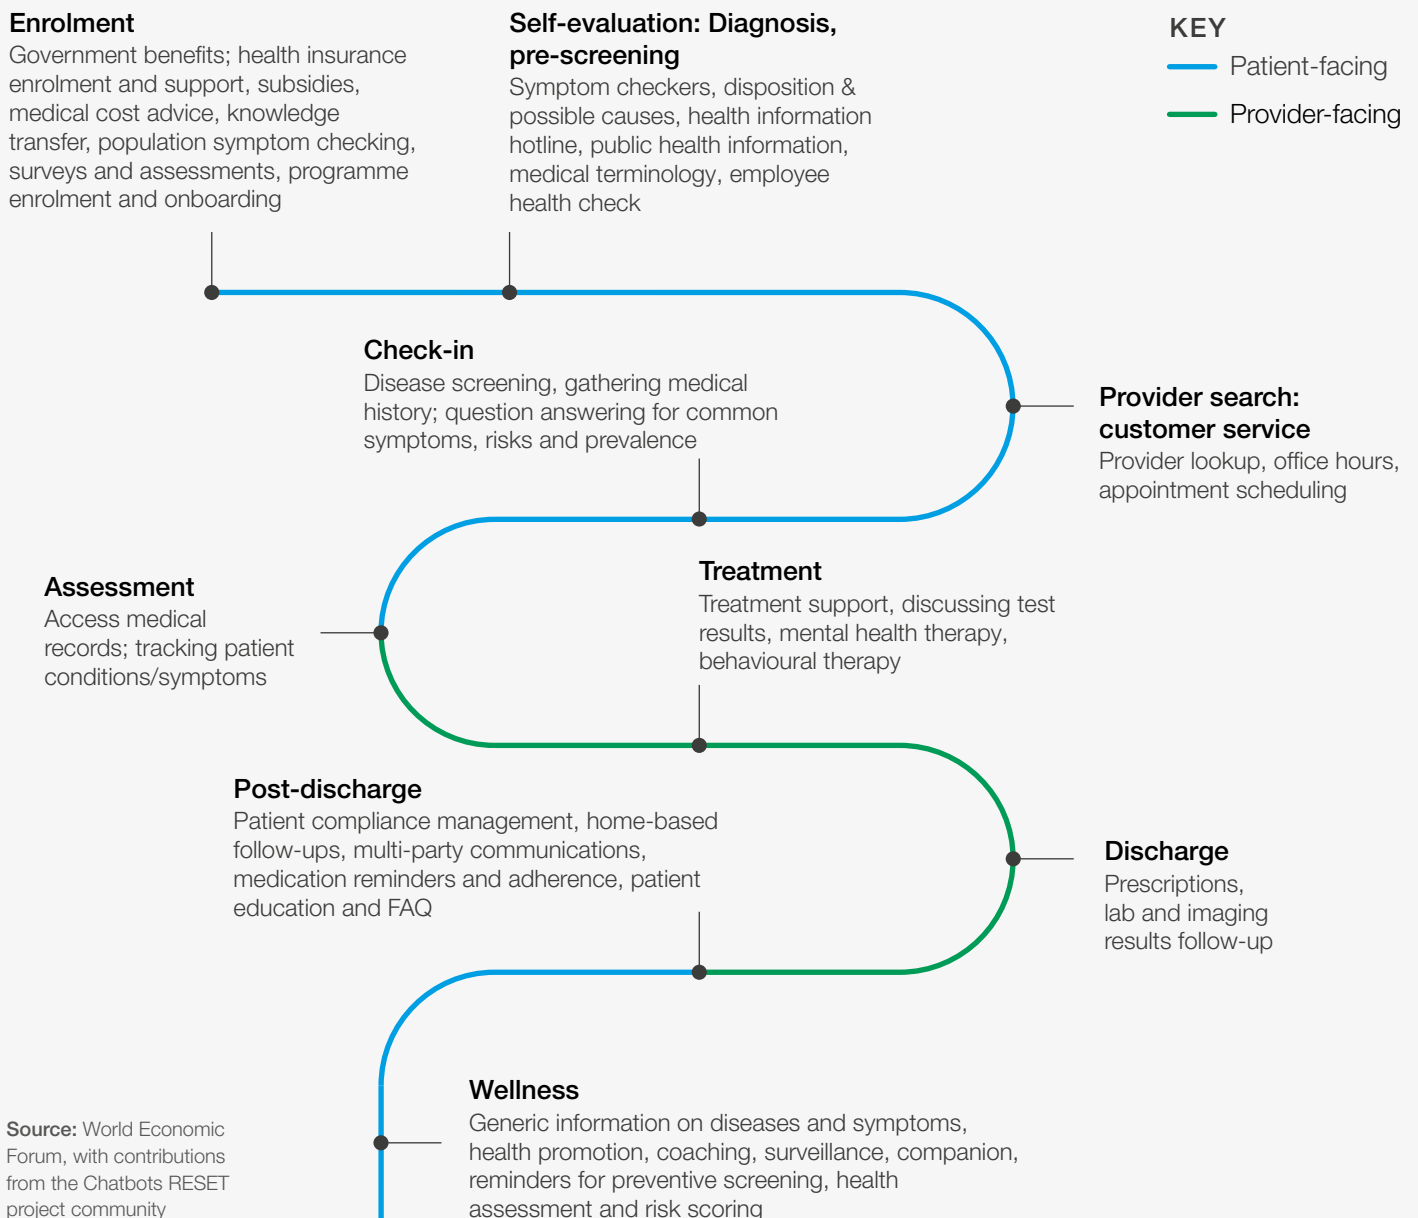 Enrolment
Government benefits; health insurance
enrolment and support, subsidies,
medical cost advice, knowledge
transfer, population symptom checking,
surveys and assessments, programme
enrolment and onboarding
Self-evaluation: Diagnosis,
pre-screening
Symptom checkers, disposition &
possible causes, health information
hotline, public health information,
medical terminology, employee
health check
KEY
Patient-facing
Provider-facing
Check-in
Disease screening, gathering medical
history; question answering for common
symptoms, risks and prevalence
Provider search:
customer service
Provider lookup, office hours,
appointment scheduling
Assessment
Access medical
records; tracking patient
conditions/symptoms
Treatment
Treatment support, discussing test
results, mental health therapy,
behavioural therapy
Post-discharge
Patient compliance management, home-based
follow-ups, multi-party communications,
medication reminders and adherence, patient
education and FAQ
Discharge
Prescriptions,
lab and imaging
results follow-up
Wellness
Generic information on diseases and symptoms,
health promotion, coaching, surveillance, companion,
reminders for preventive screening, health
assessment and risk scoring
Source: World Economic
Forum, with contributions
from the Chatbots RESET
project community